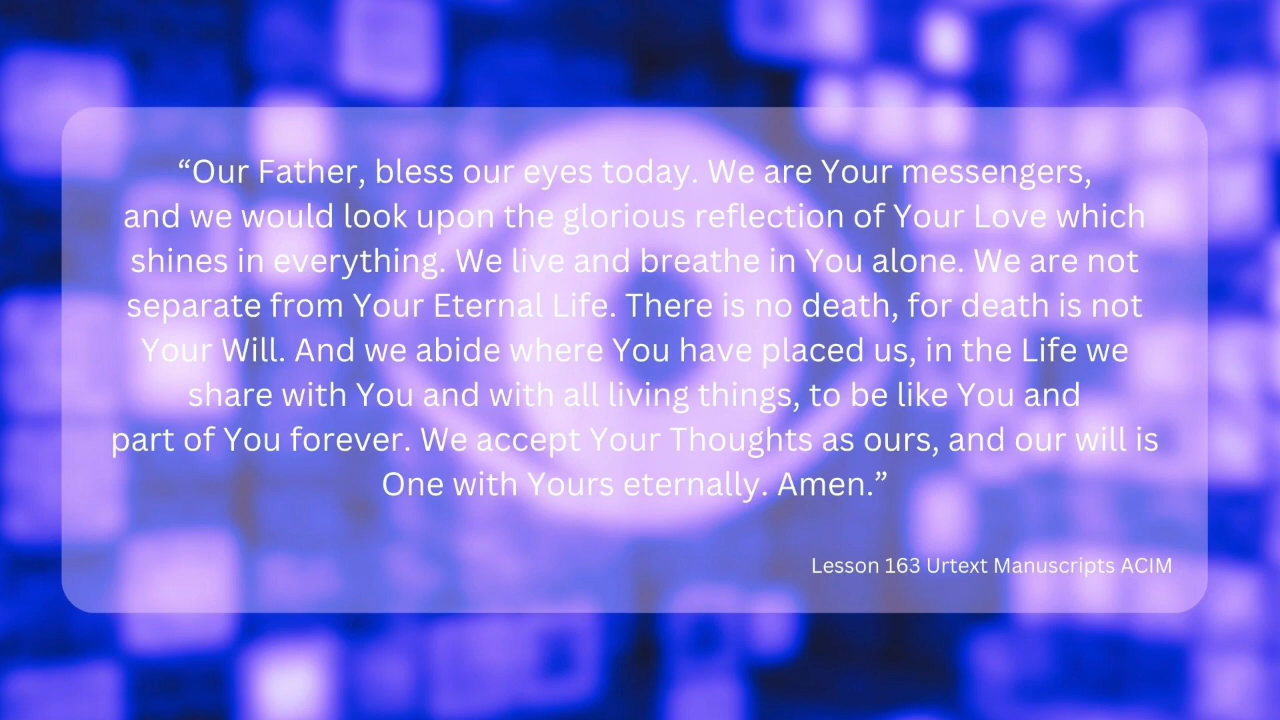 “Our Father, bless our eyes today. We are Your messengers,
and we would look upon the glorious reflection of Your Love which
shines in everything. We live and breathe in You alone. We are not
separate from Your Eternal Life. There is no death, for death is not
Your Will. And we abide where You have placed us, in the Life we
share with You and with all living things, to be like You and
part of You forever. We accept Your Thoughts as ours, and our will is
One with Yours eternally. Amen.”
Lesson 163 Urtext Manuscripts ACIM